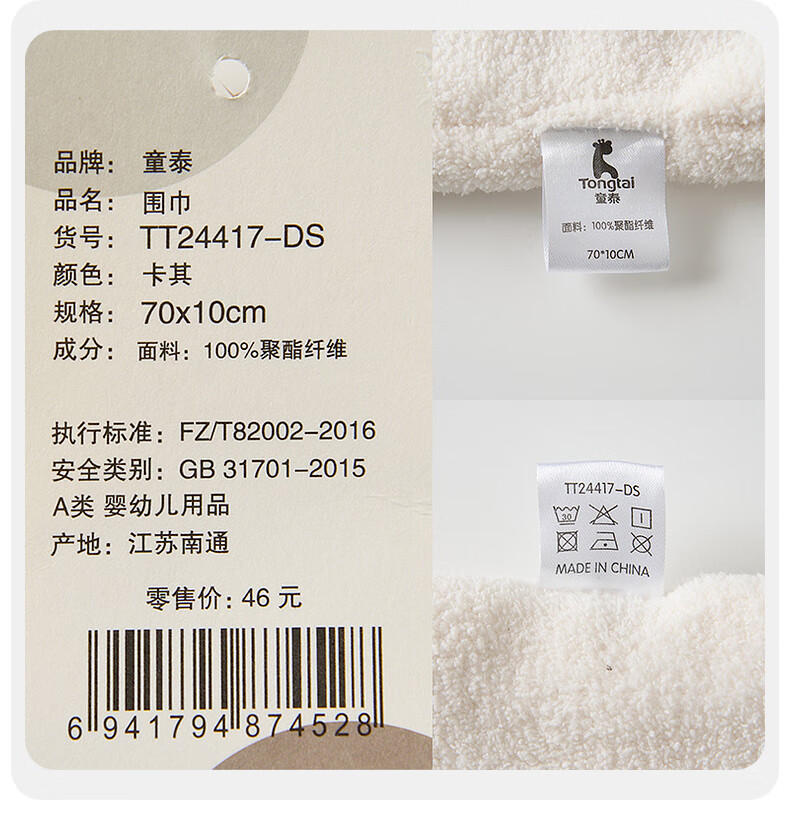 品牌： 童泰
品名： 围巾
货号： TT24417-DS
颜色： 卡其
规格： 70x10cm
成分： 面料：100%聚酯纤维
执行标准： FZ/T82002-2016
安全类别： GB 31701-2015
A类 婴幼儿用品
产地： 江苏南通
零售价: 46 元
6 941794 874528
Tongtai
童泰
面料：100%聚酯纤维
70*10CM
TT24417-DS
30
MADE IN CHINA